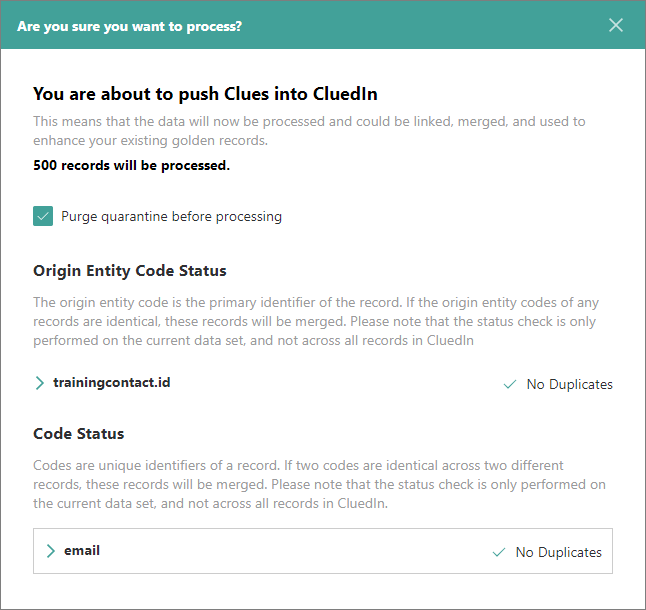 Are you sure you want to process?
You are about to push Clues into CluedIn
This means that the data will now be processed and could be linked, merged, and used to
enhance your existing golden records.
500 records will be processed.
Purge quarantine before processing
Origin Entity Code Status
The origin entity code is the primary identifier of the record. If the origin entity codes of any
records are identical, these records will be merged. Please note that the status check is only
performed on the current data set, and not across all records in CluedIn
trainingcontact.id No Duplicates
Code Status
Codes are unique identifiers of a record. If two codes are identical across two different
records, these records will be merged. Please note that the status check is only performed on
the current data set, and not across all records in CluedIn.
email No Duplicates